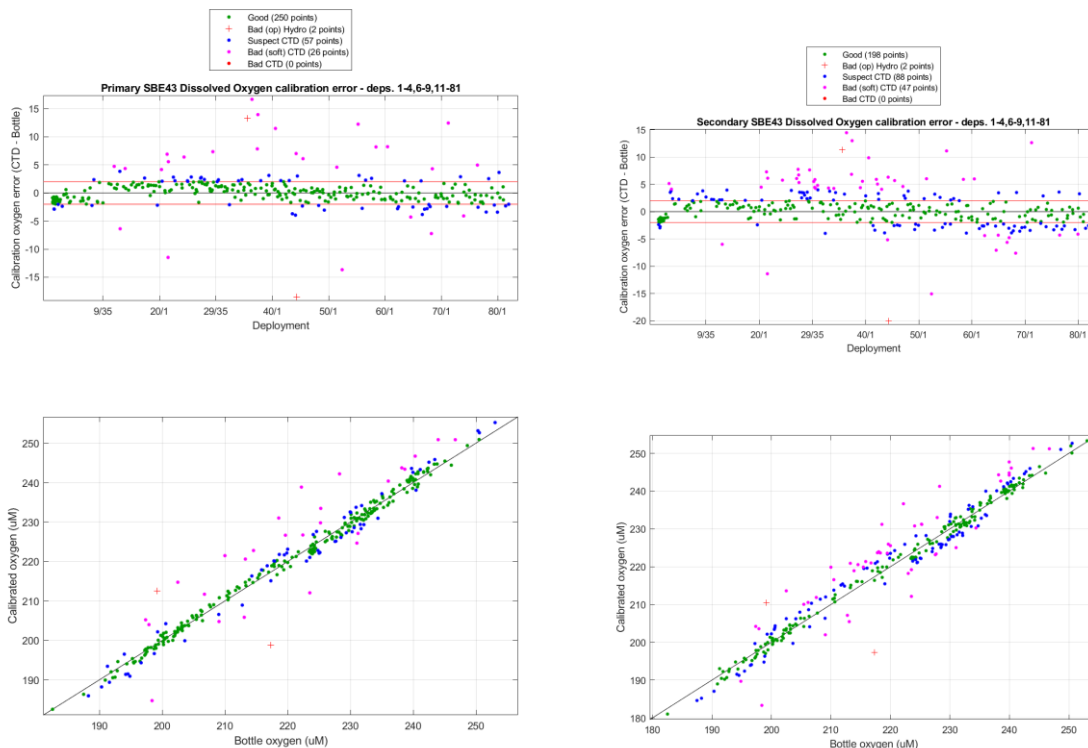 Good (250 points)
Bad (op) Hydro (2 points)
Suspect CTD (57 points)
Bad (soft) CTD (26 points)
Bad CTD (0 points)
Primary SBE43 Dissolved Oxygen calibration error - deps. 1-4,6-9,11-81
Calibration oxygen error (CTD - Bottle)
15
10
5
0
-5
-10
-15
9/35 20/1 29/35 40/1 50/1 60/1 70/1 80/1
Deployment
Good (198 points)
Bad (op) Hydro (2 points)
Suspect CTD (88 points)
Bad (soft) CTD (47 points)
Bad CTD (0 points)
Secondary SBE43 Dissolved Oxygen calibration error - deps. 1-4,6-9,11-81
Calibration oxygen error (CTD - Bottle)
15
10
5
0
-5
-10
-15
-20
9/35 20/1 29/35 40/1 50/1 60/1 70/1 80/1
Deployment
Calibrated oxygen (uM)
250
240
230
220
210
200
190
190 200 210 220 230 240 250
Bottle oxygen (uM)
Calibrated oxygen (uM)
250
240
230
220
210
200
190
180
180 190 200 210 220 230 240 250
Bottle oxygen (uM)